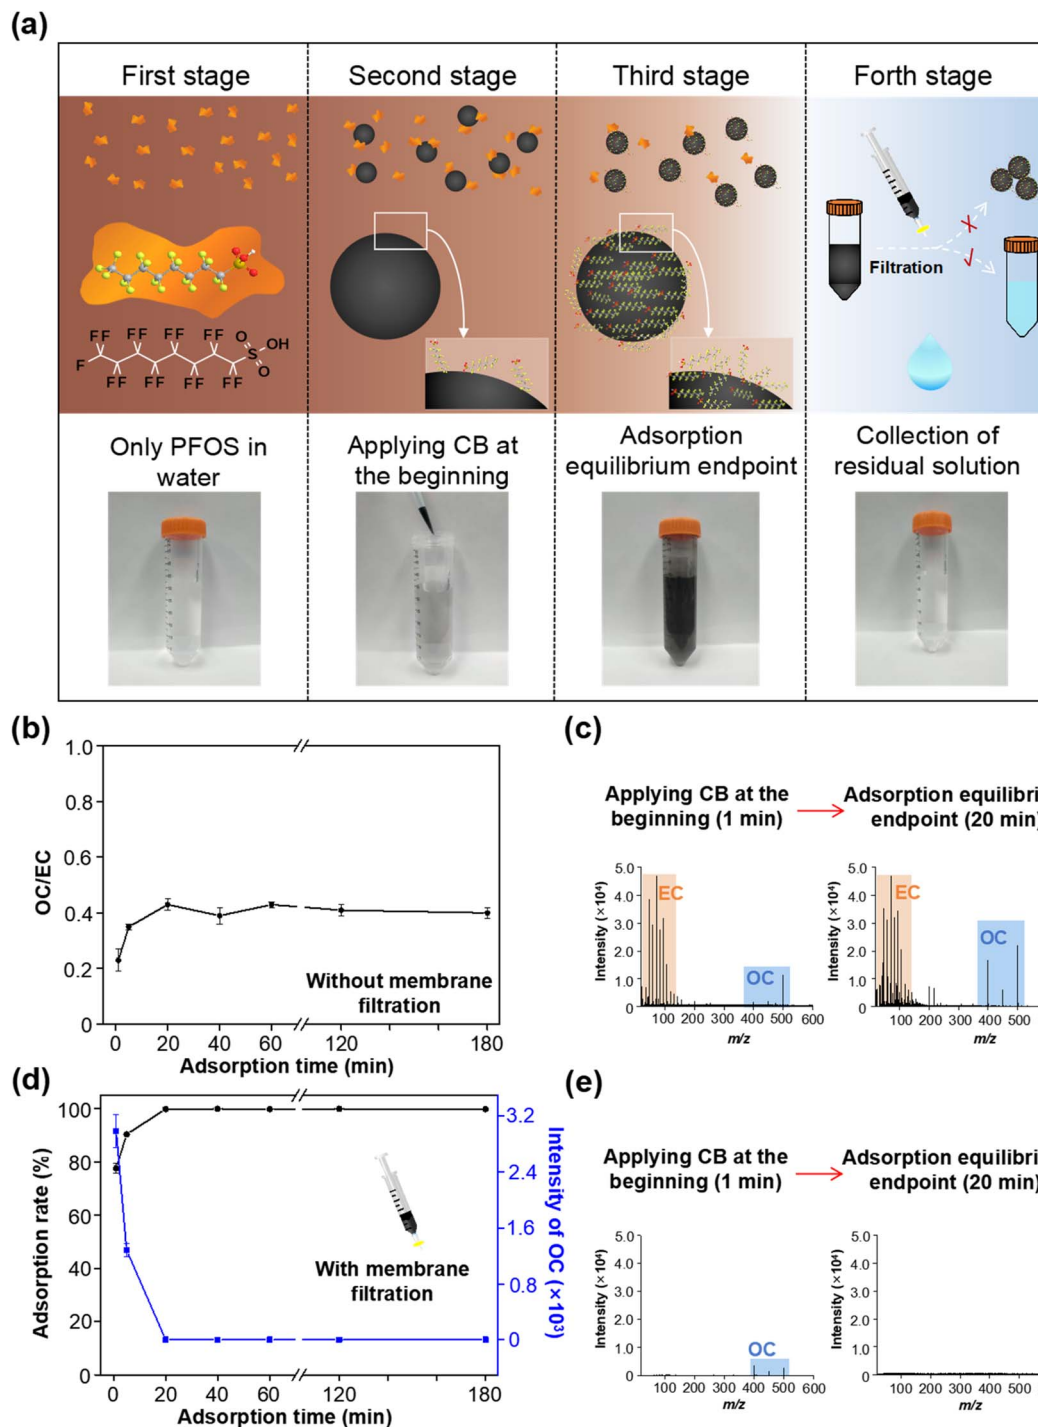 (a)
First stage
Second stage
Third stage
Forth stage
Filtration
F F
F F
F F
F F
O
OH
S
F
O
F F
F F
F F
F F
Only PFOS in
water
Applying CB at
the beginning
Adsorption
equilibrium endpoint
Collection of
residual solution
(b)
1.0
0.8
0.6
0.4
0.2
0
OC/EC
Without membrane
filtration
0 20 40 60 120 180
Adsorption time (min)
(c)
Applying CB at the
beginning (1 min)
Adsorption equilibri
endpoint (20 min)
5.0
4.0
3.0
2.0
1.0
0
Intensity (×10⁴)
EC
OC
100 200 300 400 500 600
m/z
5.0
4.0
3.0
2.0
1.0
0
Intensity (×10⁴)
EC
OC
100 200 300 400 500
m/z
(d)
100
80
60
40
20
0
Adsorption rate (%)
3.2
2.4
1.6
0.8
0
Intensity of OC (×10³)
With membrane
filtration
0 20 40 60 120 180
Adsorption time (min)
(e)
Applying CB at the
beginning (1 min)
Adsorption equilibri
endpoint (20 min)
5.0
4.0
3.0
2.0
1.0
0
Intensity (×10⁴)
OC
100 200 300 400 500 600
m/z
5.0
4.0
3.0
2.0
1.0
0
Intensity (×10⁴)
100 200 300 400 500
m/z